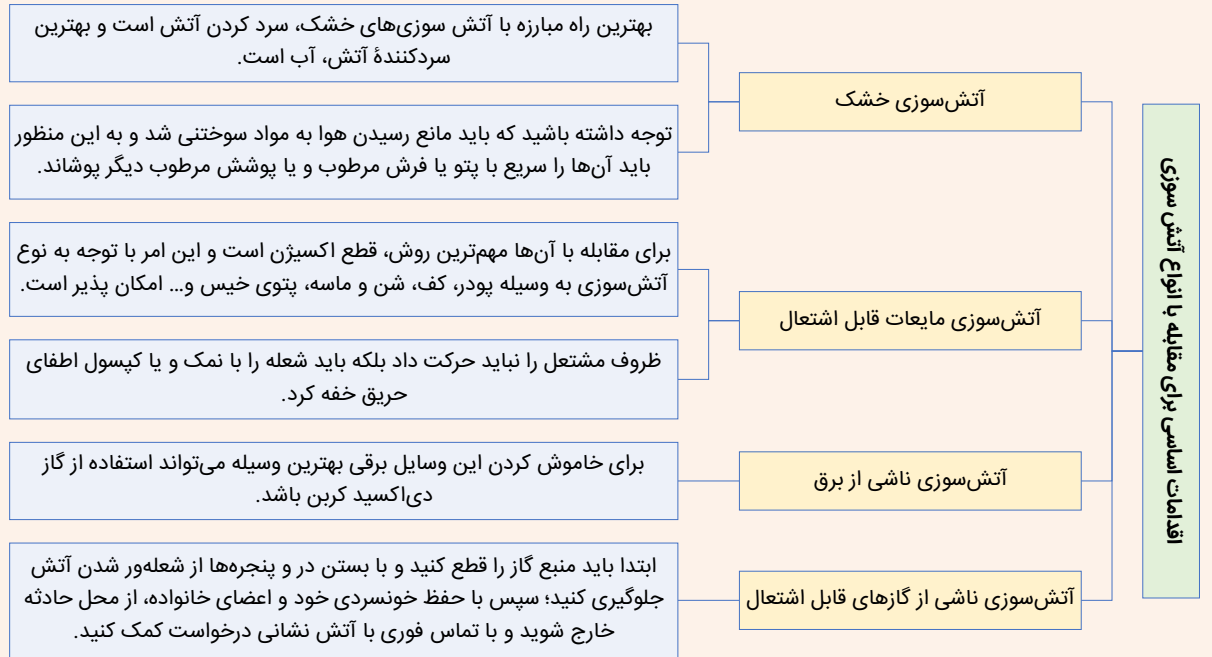 اقدامات اساسی برای مقابله با انواع آتش سوزی
آتش‌سوزی خشک
بهترین راه مبارزه با آتش سوزی‌های خشک، سرد کردن آتش است و بهترین
سردکنندهٔ آتش، آب است.
توجه داشته باشید که باید مانع رسیدن هوا به مواد سوختنی شد و به این منظور
باید آن‌ها را سریع با پتو یا فرش مرطوب و یا پوشش مرطوب دیگر پوشاند.
آتش‌سوزی مایعات قابل اشتعال
برای مقابله با آن‌ها مهم‌ترین روش، قطع اکسیژن است و این امر با توجه به نوع
آتش‌سوزی به وسیله پودر، کف، شن و ماسه، پتوی خیس و... امکان پذیر است.
ظروف مشتعل را نباید حرکت داد بلکه باید شعله را با نمک و یا کپسول اطفای
حریق خفه کرد.
آتش‌سوزی ناشی از برق
برای خاموش کردن این وسایل برقی بهترین وسیله می‌تواند استفاده از گاز
دی‌اکسید کربن باشد.
آتش‌سوزی ناشی از گازهای قابل اشتعال
ابتدا باید منبع گاز را قطع کنید و با بستن در و پنجره‌ها از شعله‌ور شدن آتش
جلوگیری کنید؛ سپس با حفظ خونسردی خود و اعضای خانواده، از محل حادثه
خارج شوید و با تماس فوری با آتش نشانی درخواست کمک کنید.